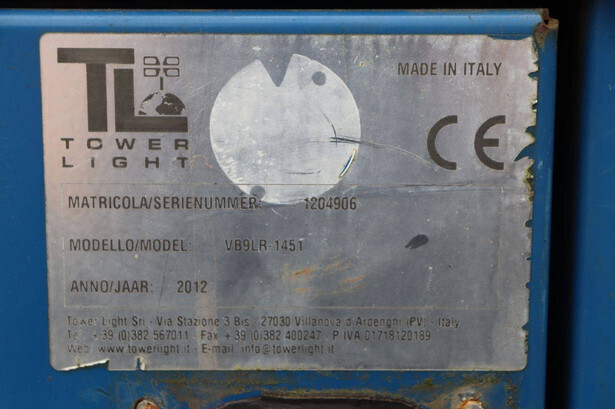 TL
TOWER
LIGHT
MADE IN ITALY
CE
MATRICOLA/SERIENUMMER: 1204906
MODELLO/MODEL: VB9LR-1451
ANNO/JAAR: 2012
Tower Light Srl - Via Stazione 3 Bis / 27030 Villanova d'Ardenghi (PV) - Italy
Tel. + 39 (0)382 567011 - Fax + 39 (0)382 400247 - P IVA 01718120189
Web: www.towerlight.it - E-mail: info@towerlight.it